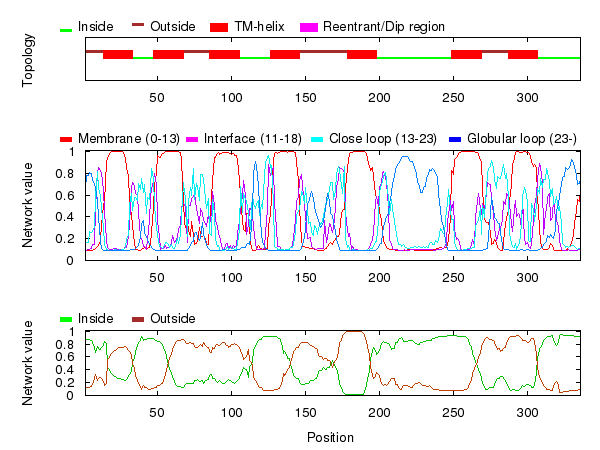 Inside Outside TM-helix Reentrant/Dip region
Topology
50 100 150 200 250 300
Membrane (0-13) Interface (11-18) Close loop (13-23) Globular loop (23-)
Network value
1
0.8
0.6
0.4
0.2
0
50 100 150 200 250 300
Inside Outside
Network value
1
0.8
0.6
0.4
0.2
0
50 100 150 200 250 300
Position